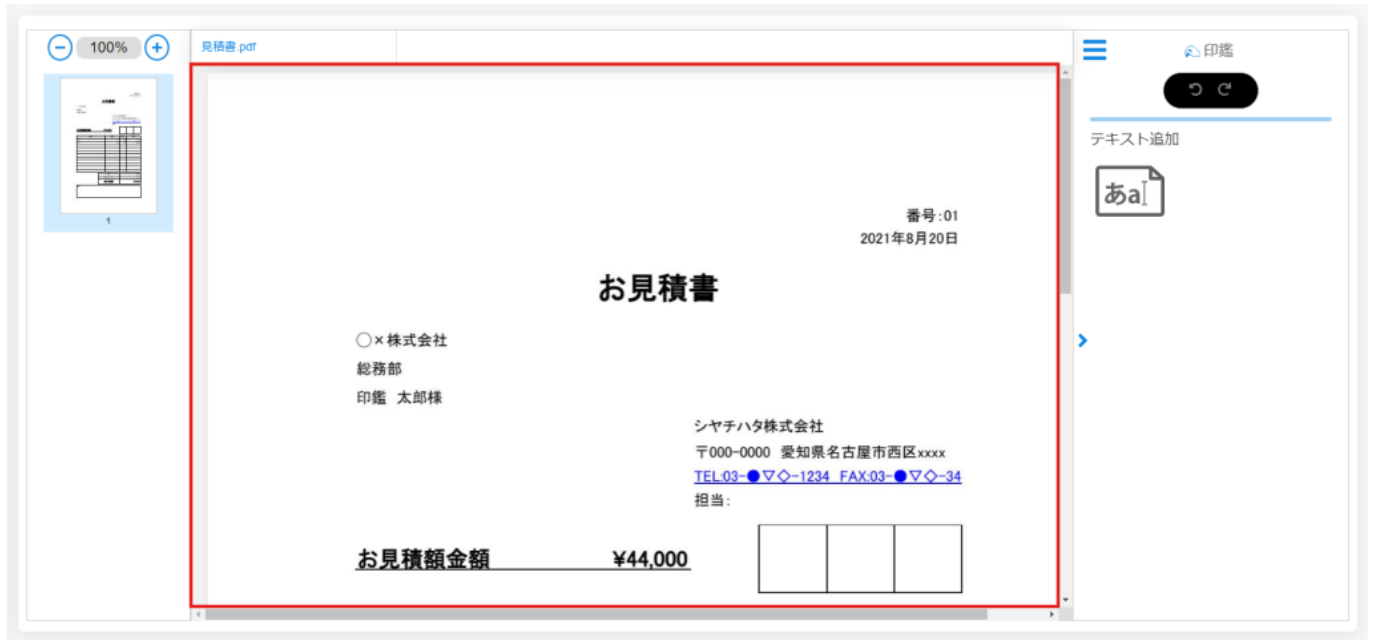 100%
見積書.pdf
印鑑
テキスト追加
あa
1
番号:01
2021年8月20日
お見積書
○×株式会社
総務部
印鑑 太郎様
シヤチハタ株式会社
〒000-0000 愛知県名古屋市西区xxxx
TEL:03-●▽◇-1234 FAX:03-●▽◇-34
担当:
お見積額金額 ¥44,000